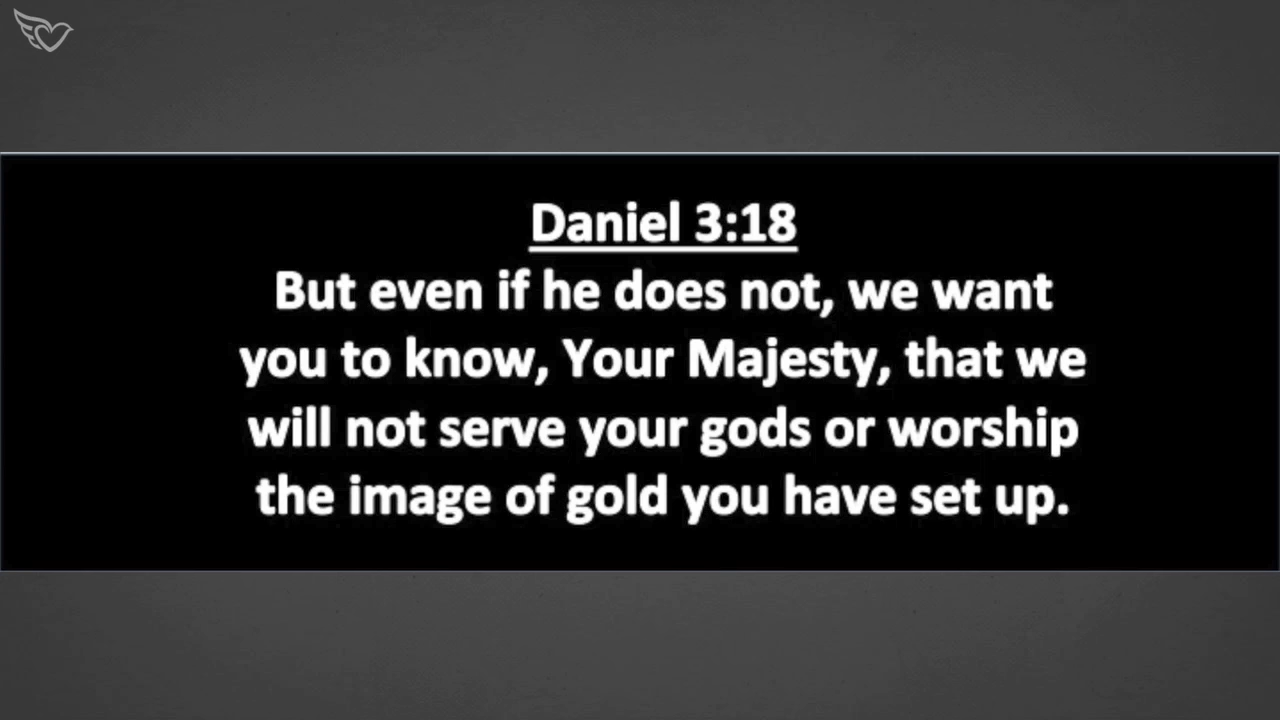 Daniel 3:18
But even if he does not, we want
you to know, Your Majesty, that we
will not serve your gods or worship
the image of gold you have set up.